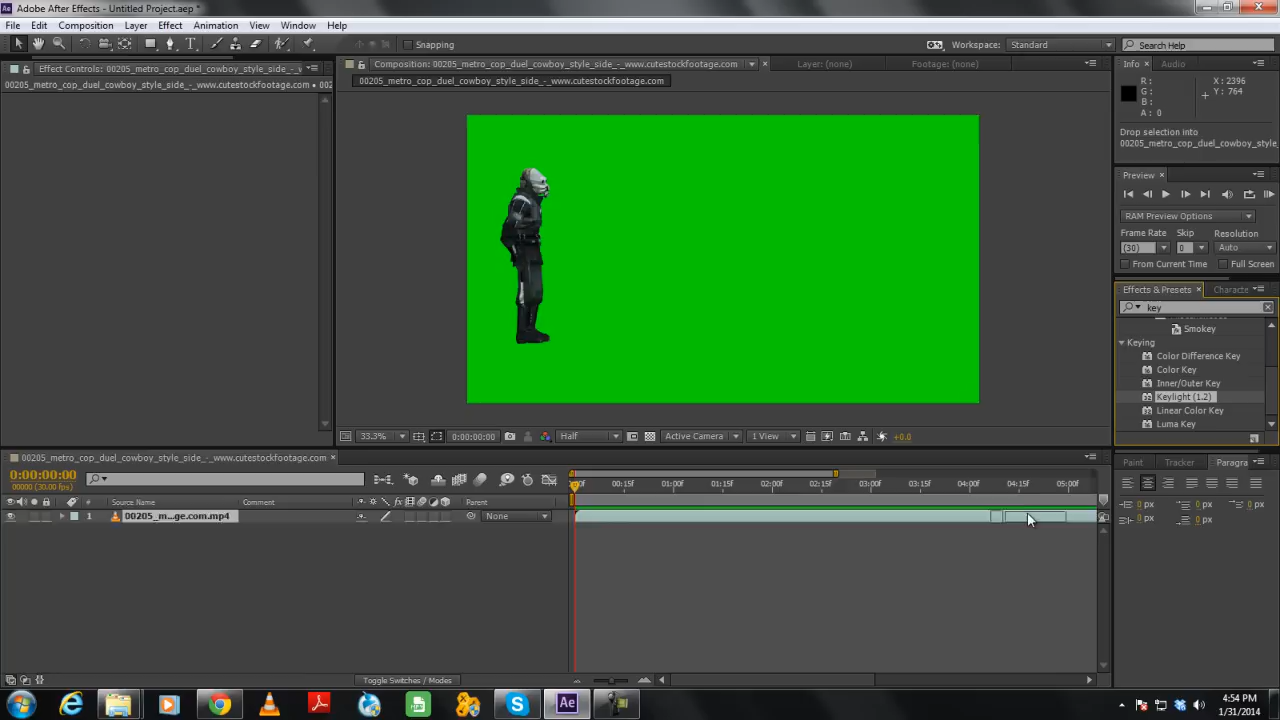 Adobe After Effects - Untitled Project.aep *
File Edit Composition Layer Effect Animation View Window Help
Snapping
Workspace: Standard
Search Help
Effect Controls: 00205_metro_cop_duel_cowboy_style_side_-_
00205_metro_cop_duel_cowboy_style_side_-_www.cutestockfootage.com • 002
Composition: 00205_metro_cop_duel_cowboy_style_side_-_www.cutestockfootage.com
Layer: (none)
Footage: (none)
00205_metro_cop_duel_cowboy_style_side_-_www.cutestockfootage.com
Info Audio
R :
G :
B :
A : 0
X : 2396
Y : 764
Drop selection into
00205_metro_cop_duel_cowboy_style_
Preview
RAM Preview Options
Frame Rate Skip Resolution
(30) 0 Auto
From Current Time Full Screen
Effects & Presets Characte
key
Smokey
Keying
Color Difference Key
Color Key
Inner/Outer Key
Keylight (1.2)
Linear Color Key
Luma Key
33.3% 0:00:00:00 Half Active Camera 1 View +0.0
00205_metro_cop_duel_cowboy_style_side_-_www.cutestockfootage.com
0:00:00:00
00000 (30.00 fps)
Source Name Comment Parent
1 00205_m...ge.com.mp4 None
00f 00:15f 01:00f 01:15f 02:00f 02:15f 03:00f 03:15f 04:00f 04:15f 05:00f
Toggle Switches / Modes
Paint Tracker Paragra
0 px 0 px 0 px
0 px 0 px
4:54 PM
1/31/2014